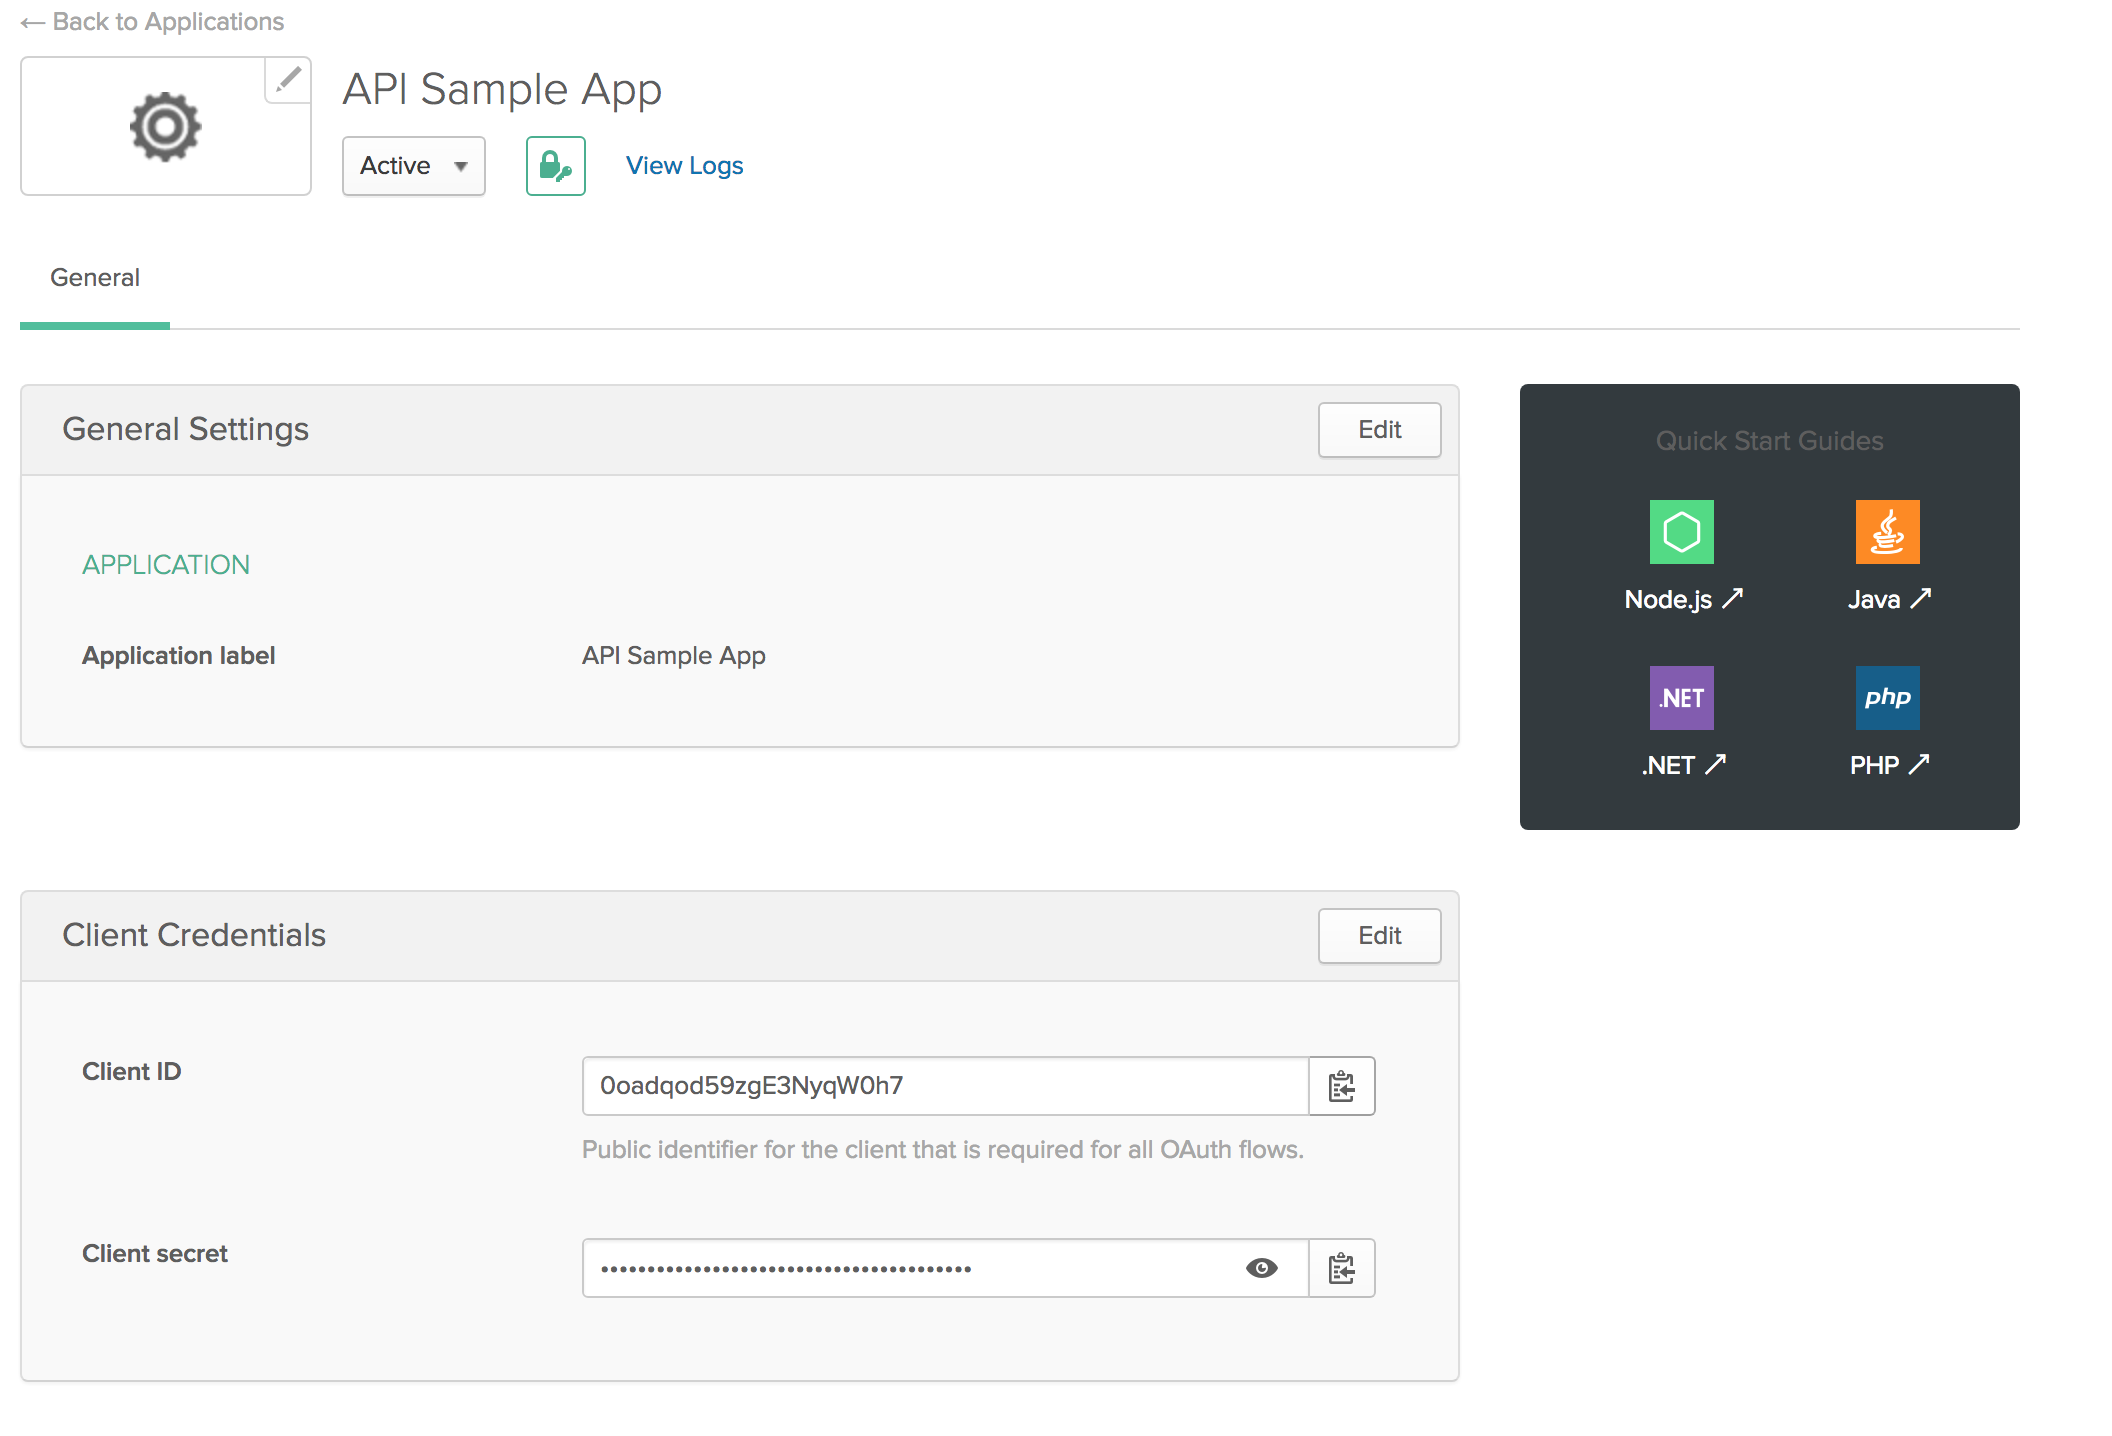 ← Back to Applications
API Sample App
Active
View Logs
General
General Settings
Edit
APPLICATION
Application label
API Sample App
Quick Start Guides
Node.js ↗
Java ↗
.NET
php
.NET ↗
PHP ↗
Client Credentials
Edit
Client ID
0oadqod59zgE3NyqW0h7
Public identifier for the client that is required for all OAuth flows.
Client secret
••••••••••••••••••••••••••••••••••••••••